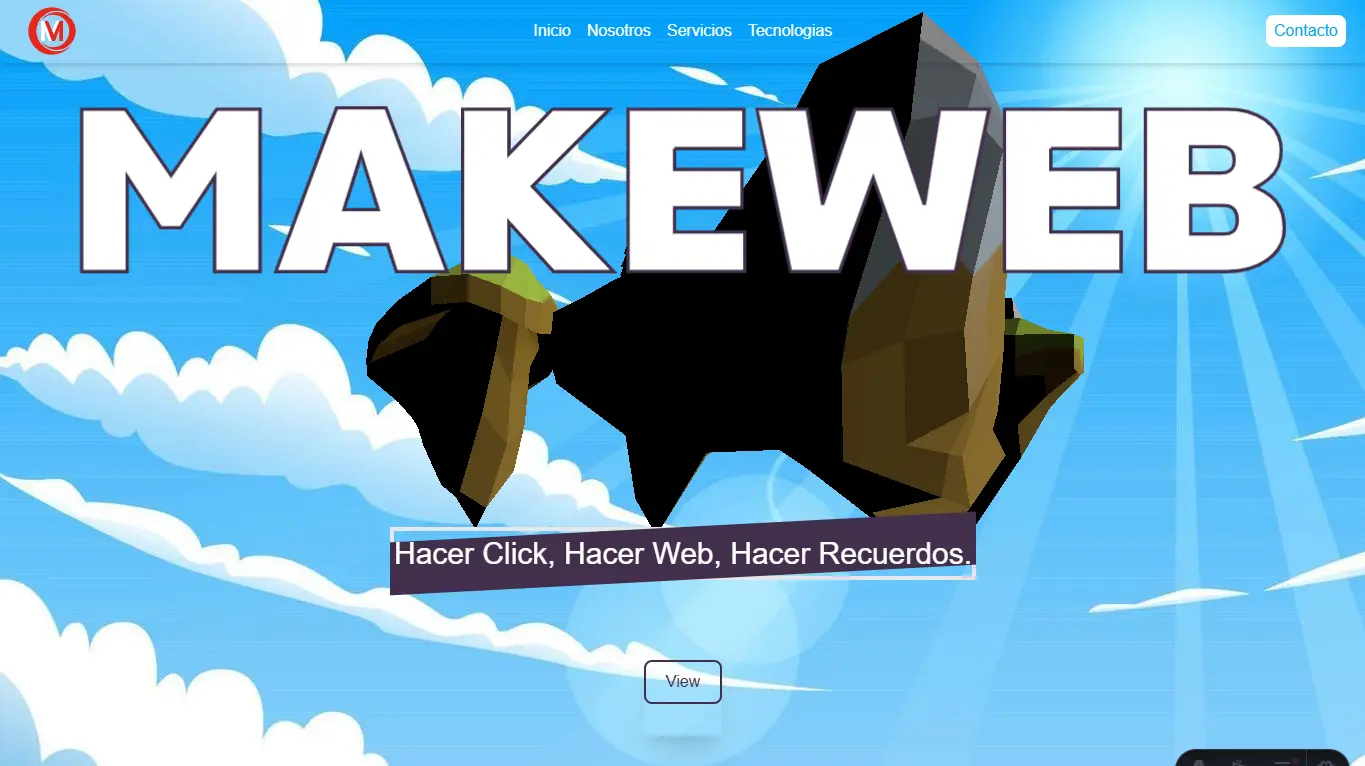 M
Inicio Nosotros Servicios Tecnologias
Contacto
MAKEWEB
Hacer Click, Hacer Web, Hacer Recuerdos.
View